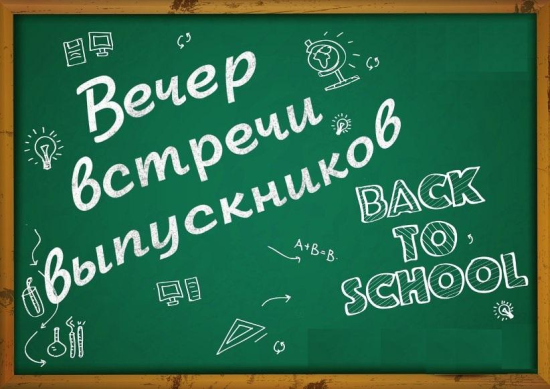 Вечер
встречи
выпускников
A+B=B.
BACK
TO
SCHOOL